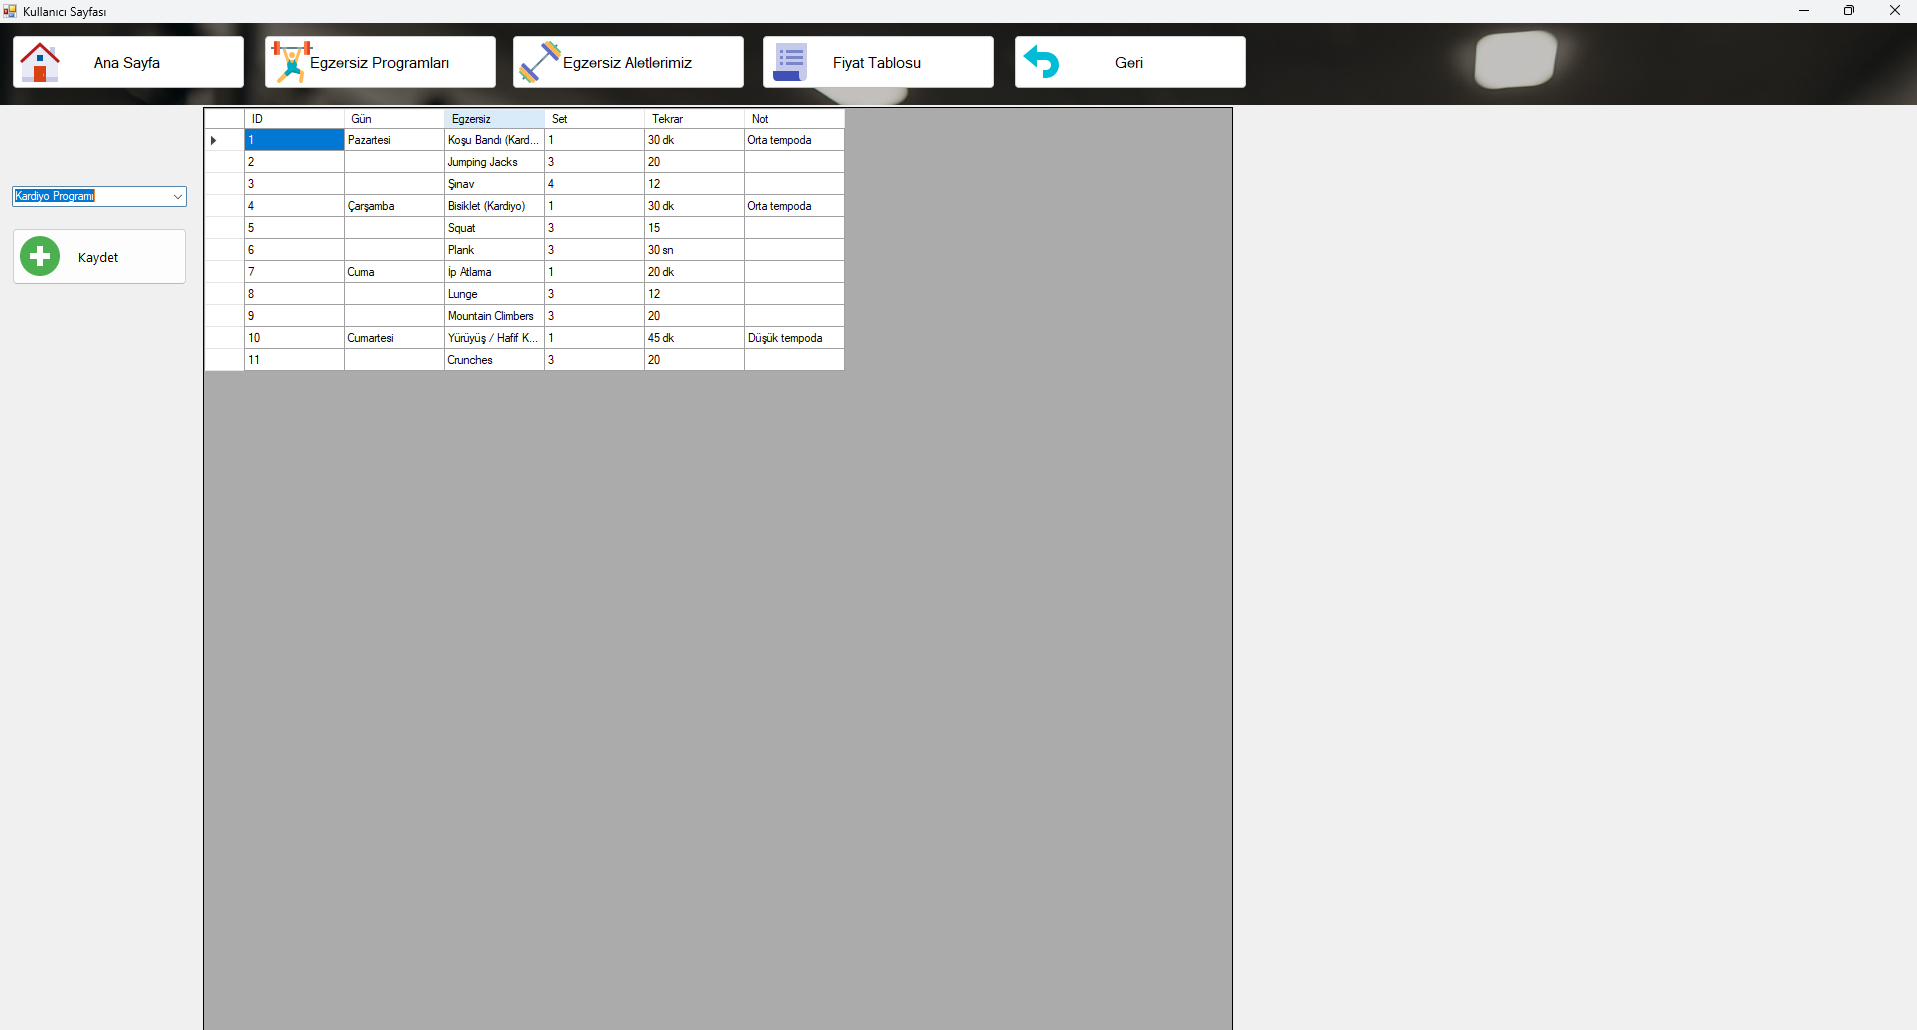 Kullanıcı Sayfası
Ana Sayfa
Egzersiz Programları
Egzersiz Aletlerimiz
Fiyat Tablosu
Geri
Kardiyo Programı
Kaydet
ID Gün Egzersiz Set Tekrar Not
1 Pazartesi Koşu Bandı (Kard... 1 30 dk Orta tempoda
2 Jumping Jacks 3 20
3 Şınav 4 12
4 Çarşamba Bisiklet (Kardiyo) 1 30 dk Orta tempoda
5 Squat 3 15
6 Plank 3 30 sn
7 Cuma İp Atlama 1 20 dk
8 Lunge 3 12
9 Mountain Climbers 3 20
10 Cumartesi Yürüyüş / Hafif K... 1 45 dk Düşük tempoda
11 Crunches 3 20